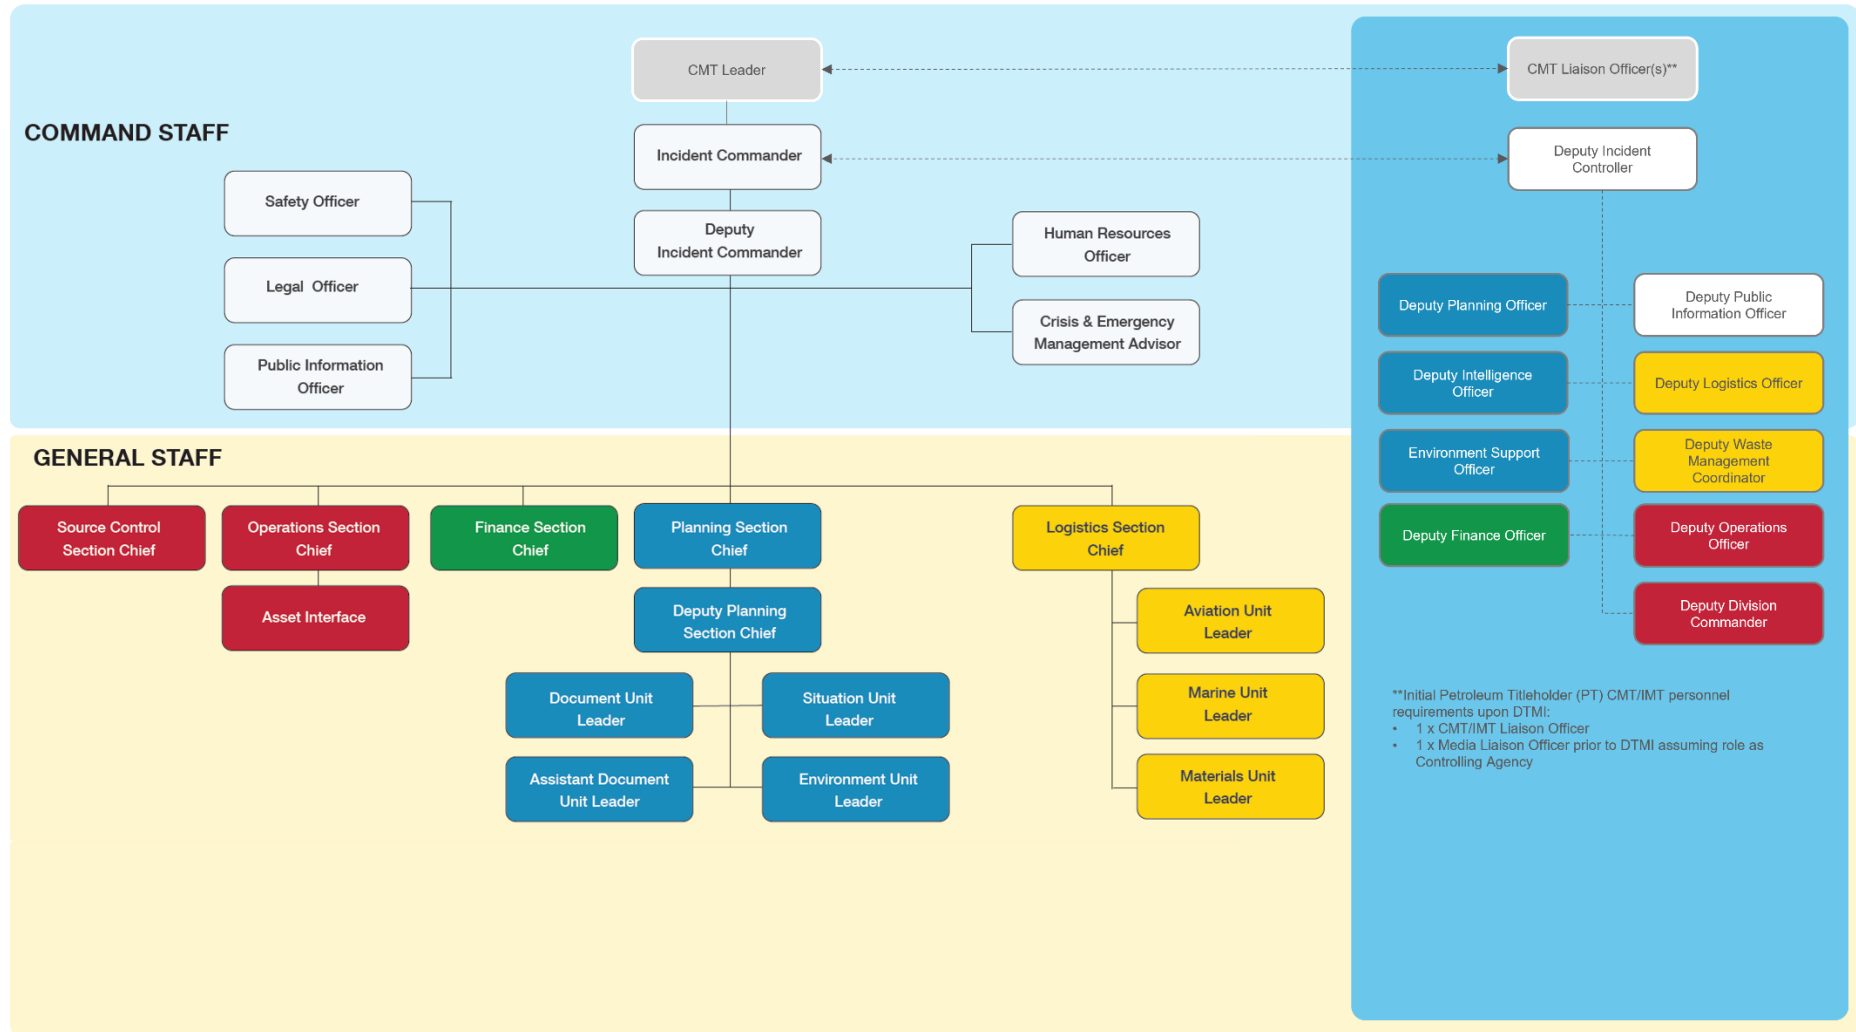 CMT Leader
CMT Liaison Officer(s)**
COMMAND STAFF
Incident Commander
Deputy Incident
Controller
Safety Officer
Deputy
Incident Commander
Human Resources
Officer
Legal  Officer
Crisis & Emergency
Management Advisor
Public Information
Officer
Deputy Planning Officer
Deputy Public
Information Officer
Deputy Intelligence
Officer
Deputy Logistics Officer
Environment Support
Officer
Deputy Waste
Management
Coordinator
Deputy Finance Officer
Deputy Operations
Officer
Deputy Division
Commander
GENERAL STAFF
Source Control
Section Chief
Operations Section
Chief
Finance Section
Chief
Planning Section
Chief
Logistics Section
Chief
Asset Interface
Deputy Planning
Section Chief
Aviation Unit
Leader
Document Unit
Leader
Situation Unit
Leader
Marine Unit
Leader
Assistant Document
Unit Leader
Environment Unit
Leader
Materials Unit
Leader
**Initial Petroleum Titleholder (PT) CMT/IMT personnel
requirements upon DTMI:
• 1 x CMT/IMT Liaison Officer
• 1 x Media Liaison Officer prior to DTMI assuming role as
Controlling Agency